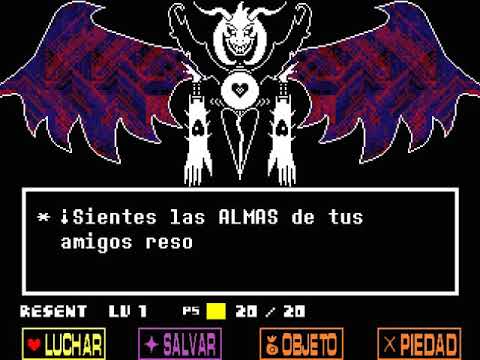 * ¡Sientes las ALMAS de tus
amigos reso
RESENT LV 1 PS 20 / 20
LUCHAR SALVAR OBJETO PIEDAD